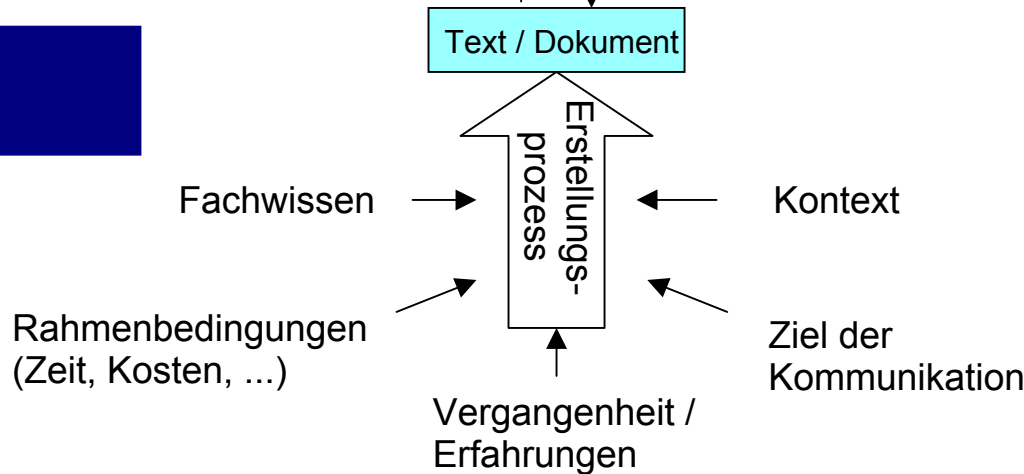 Text / Dokument
Erstellungs-
prozess
Fachwissen
Kontext
Rahmenbedingungen
(Zeit, Kosten, ...)
Ziel der
Kommunikation
Vergangenheit /
Erfahrungen